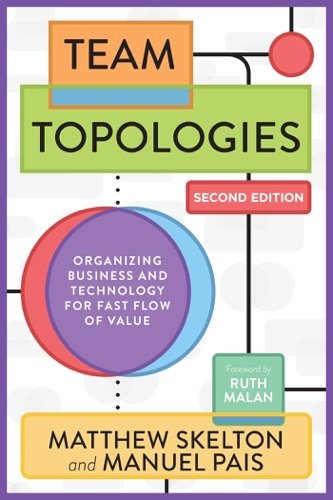 TEAM
TOPOLOGIES
SECOND EDITION
ORGANIZING
BUSINESS AND
TECHNOLOGY
FOR FAST FLOW
OF VALUE
Foreword by
RUTH
MALAN
MATTHEW SKELTON
and MANUEL PAIS